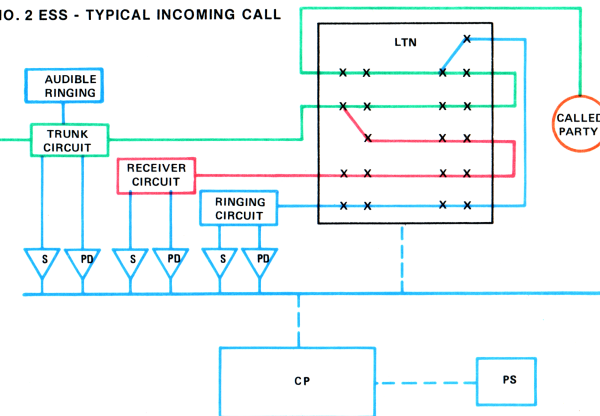 NO. 2 ESS - TYPICAL INCOMING CALL
LTN
X
AUDIBLE
RINGING
X X X X
X X X X
CALLED
PARTY
TRUNK
CIRCUIT
X X X
RECEIVER
CIRCUIT
X X X X
RINGING
CIRCUIT
X X X X
S PD S PD S PD
CP
PS